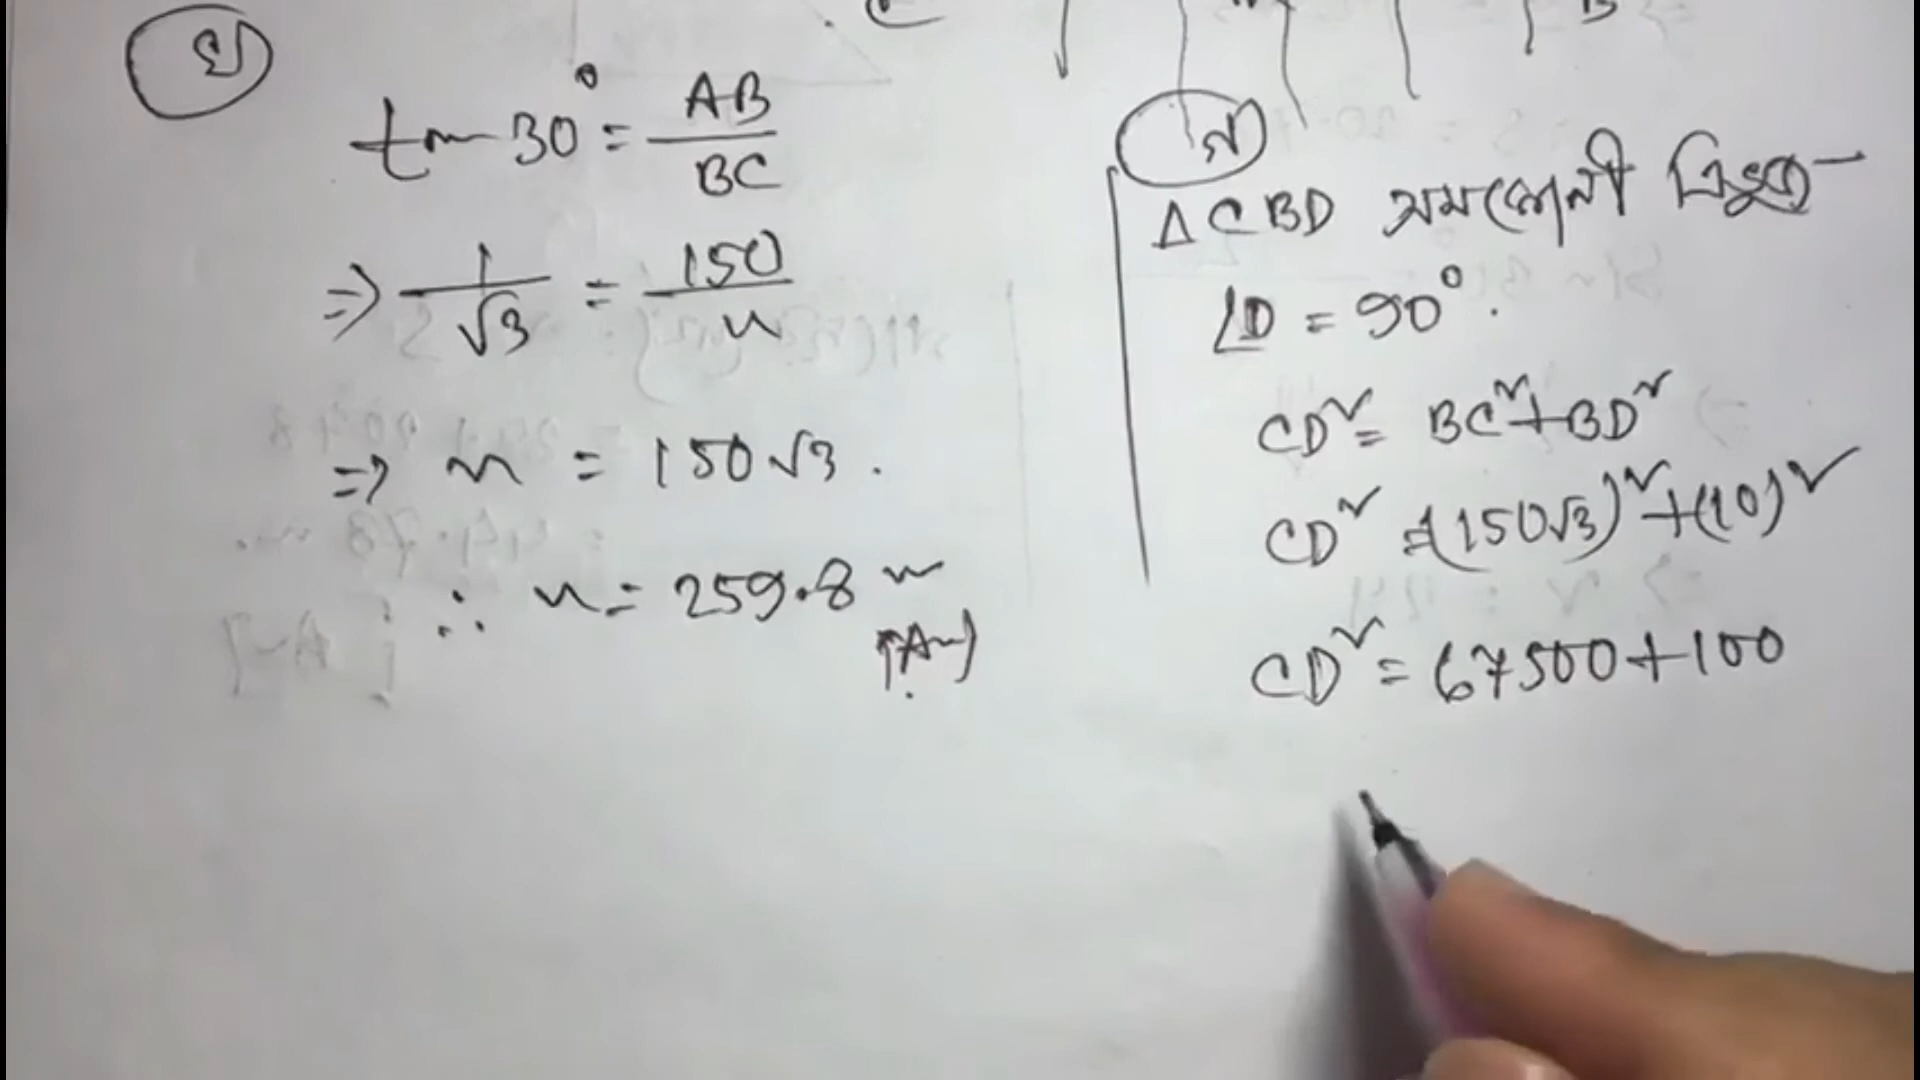 ঘ
tan 30° = AB/BC
⇒ 1/√3 = 150/x
⇒ x = 150√3.
∴ x = 259.8 m
(Ans)
ΔCBD সমকোণী ত্রিভুজে-
∠D = 90°.
CD² = BC² + BD²
CD² = (150√3)² + (10)²
CD² = 67500 + 100